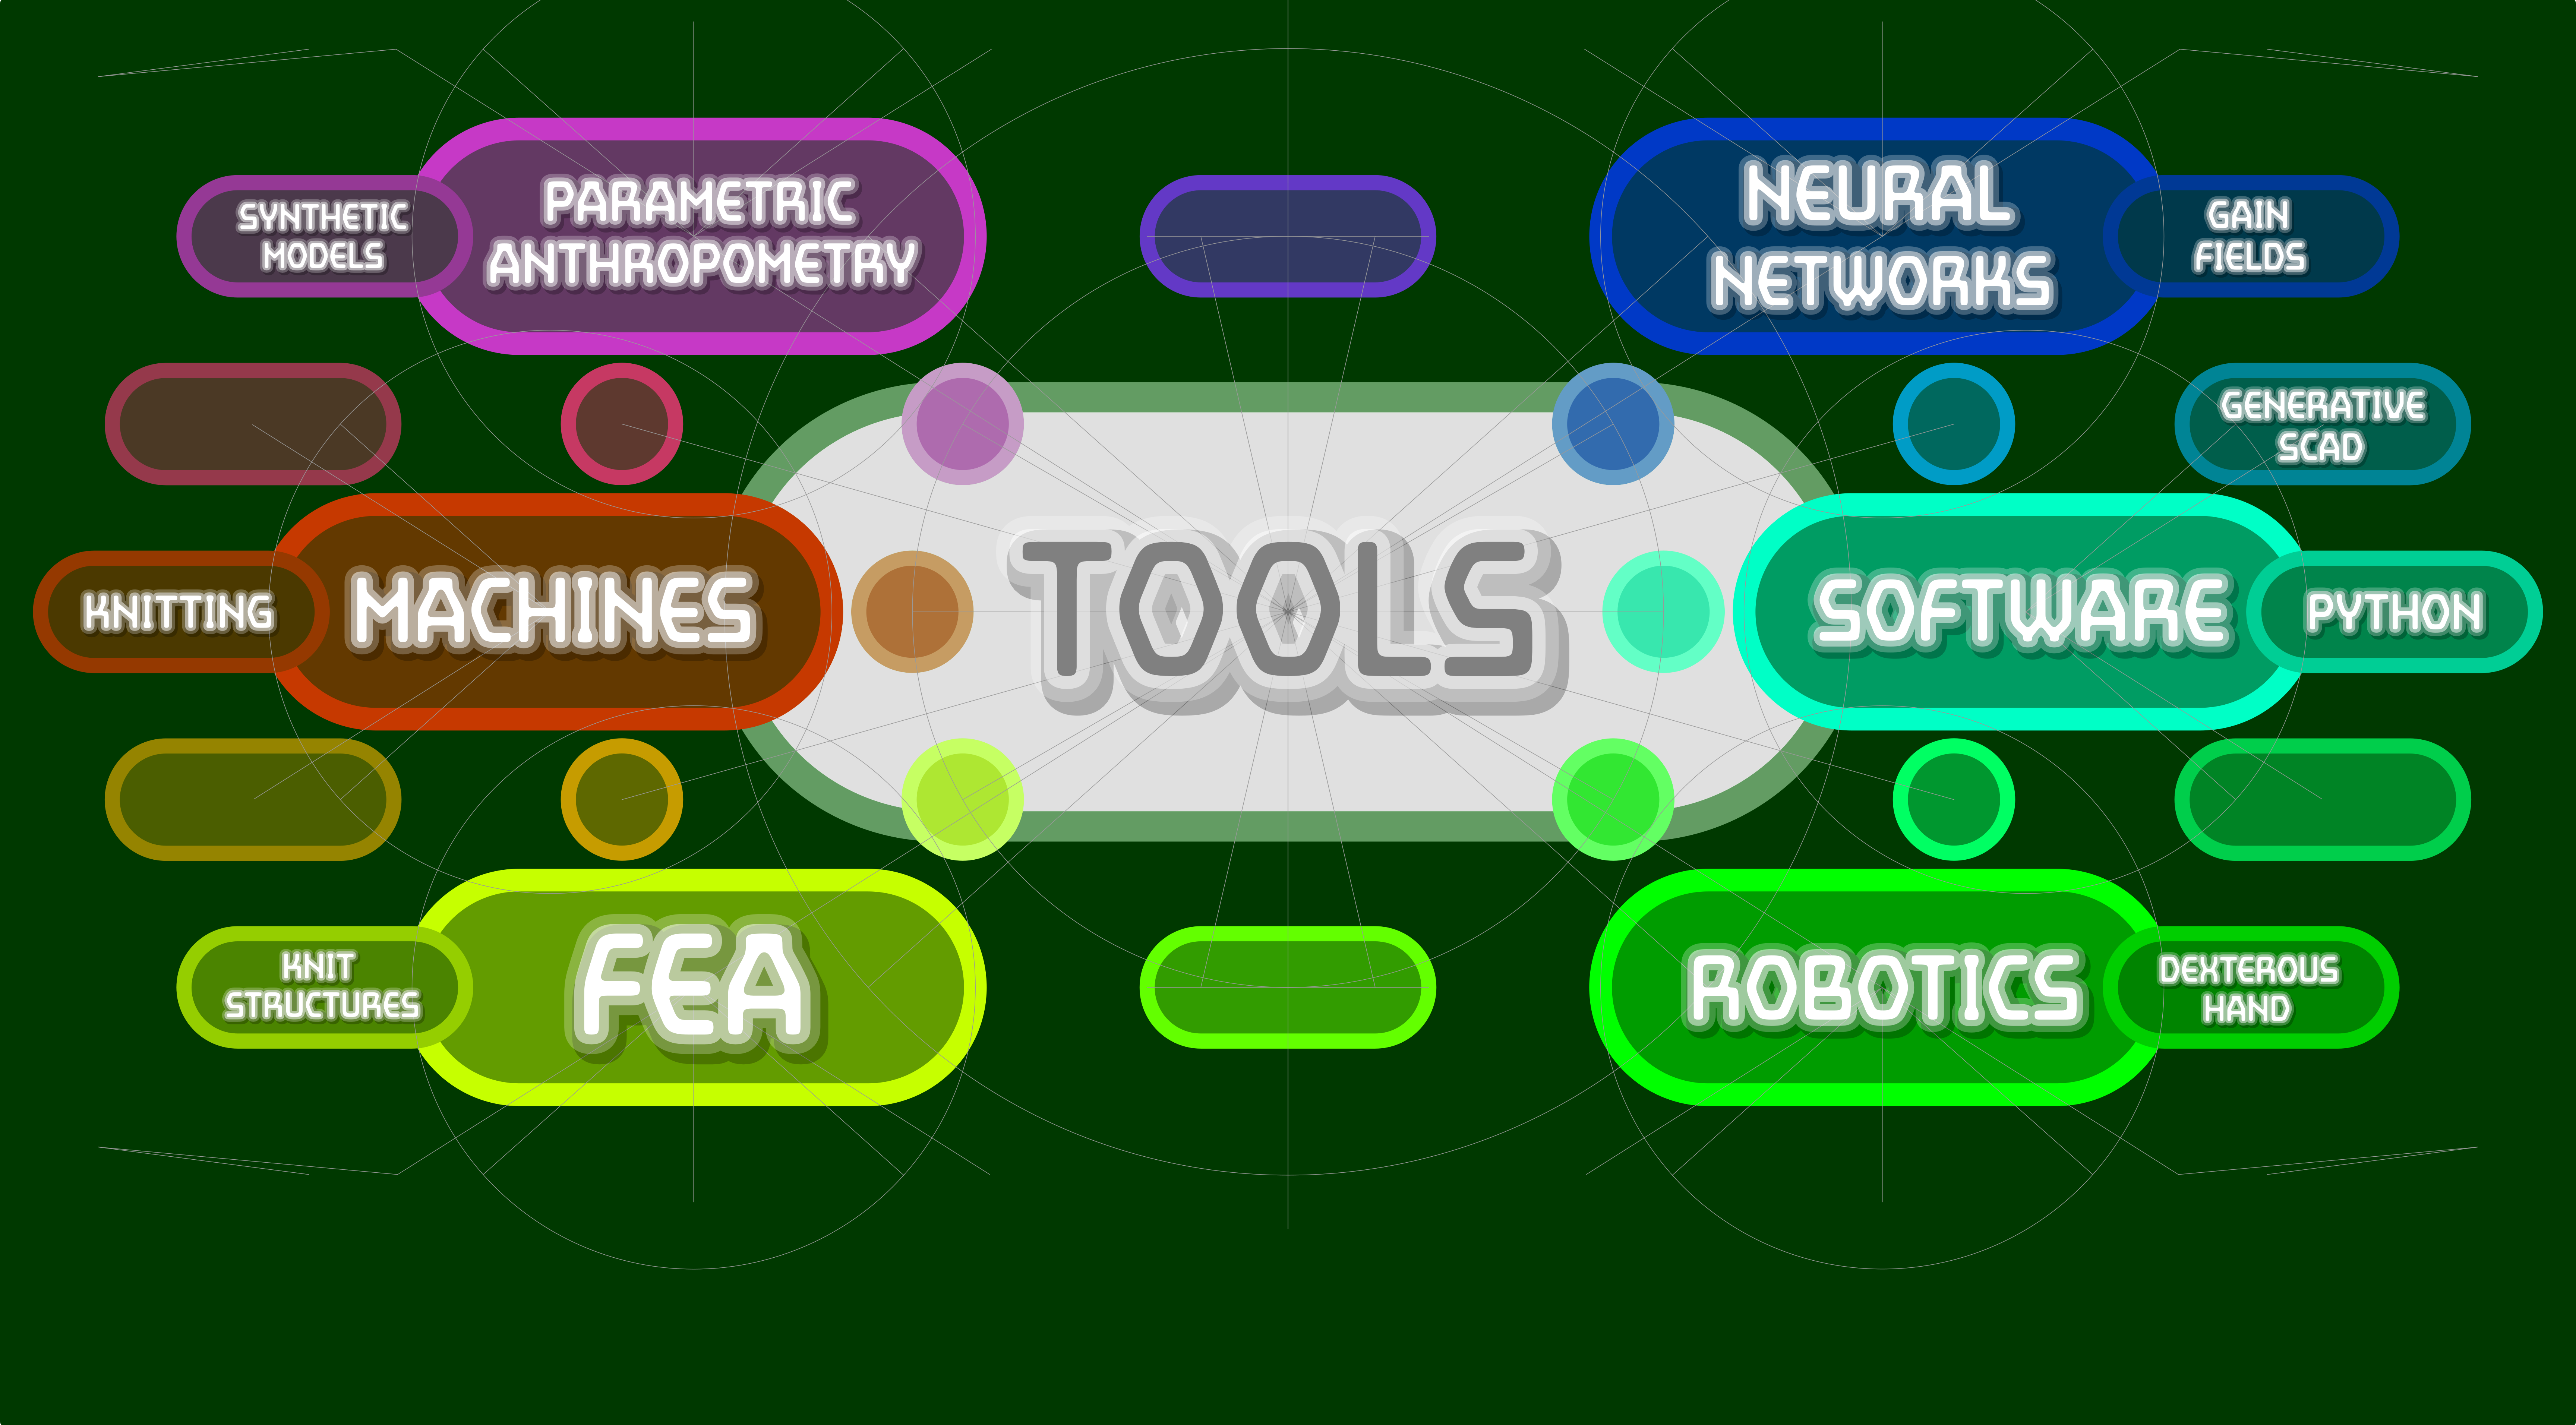 SYNTHETIC
MODELS
PARAMETRIC
ANTHROPOMETRY
NEURAL
NETWORKS
GAIN
FIELDS
GENERATIVE
SCAD
KNITTING
MACHINES
TOOLS
SOFTWARE
PYTHON
KNIT
STRUCTURES
FEA
ROBOTICS
DEXTEROUS
HAND